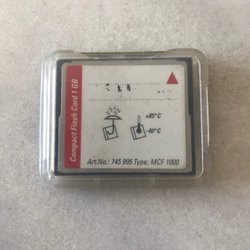 Compact Flash Card 1 GB
+85°C
-40°C
Art.No.: 745 995 Type: MCF 1000